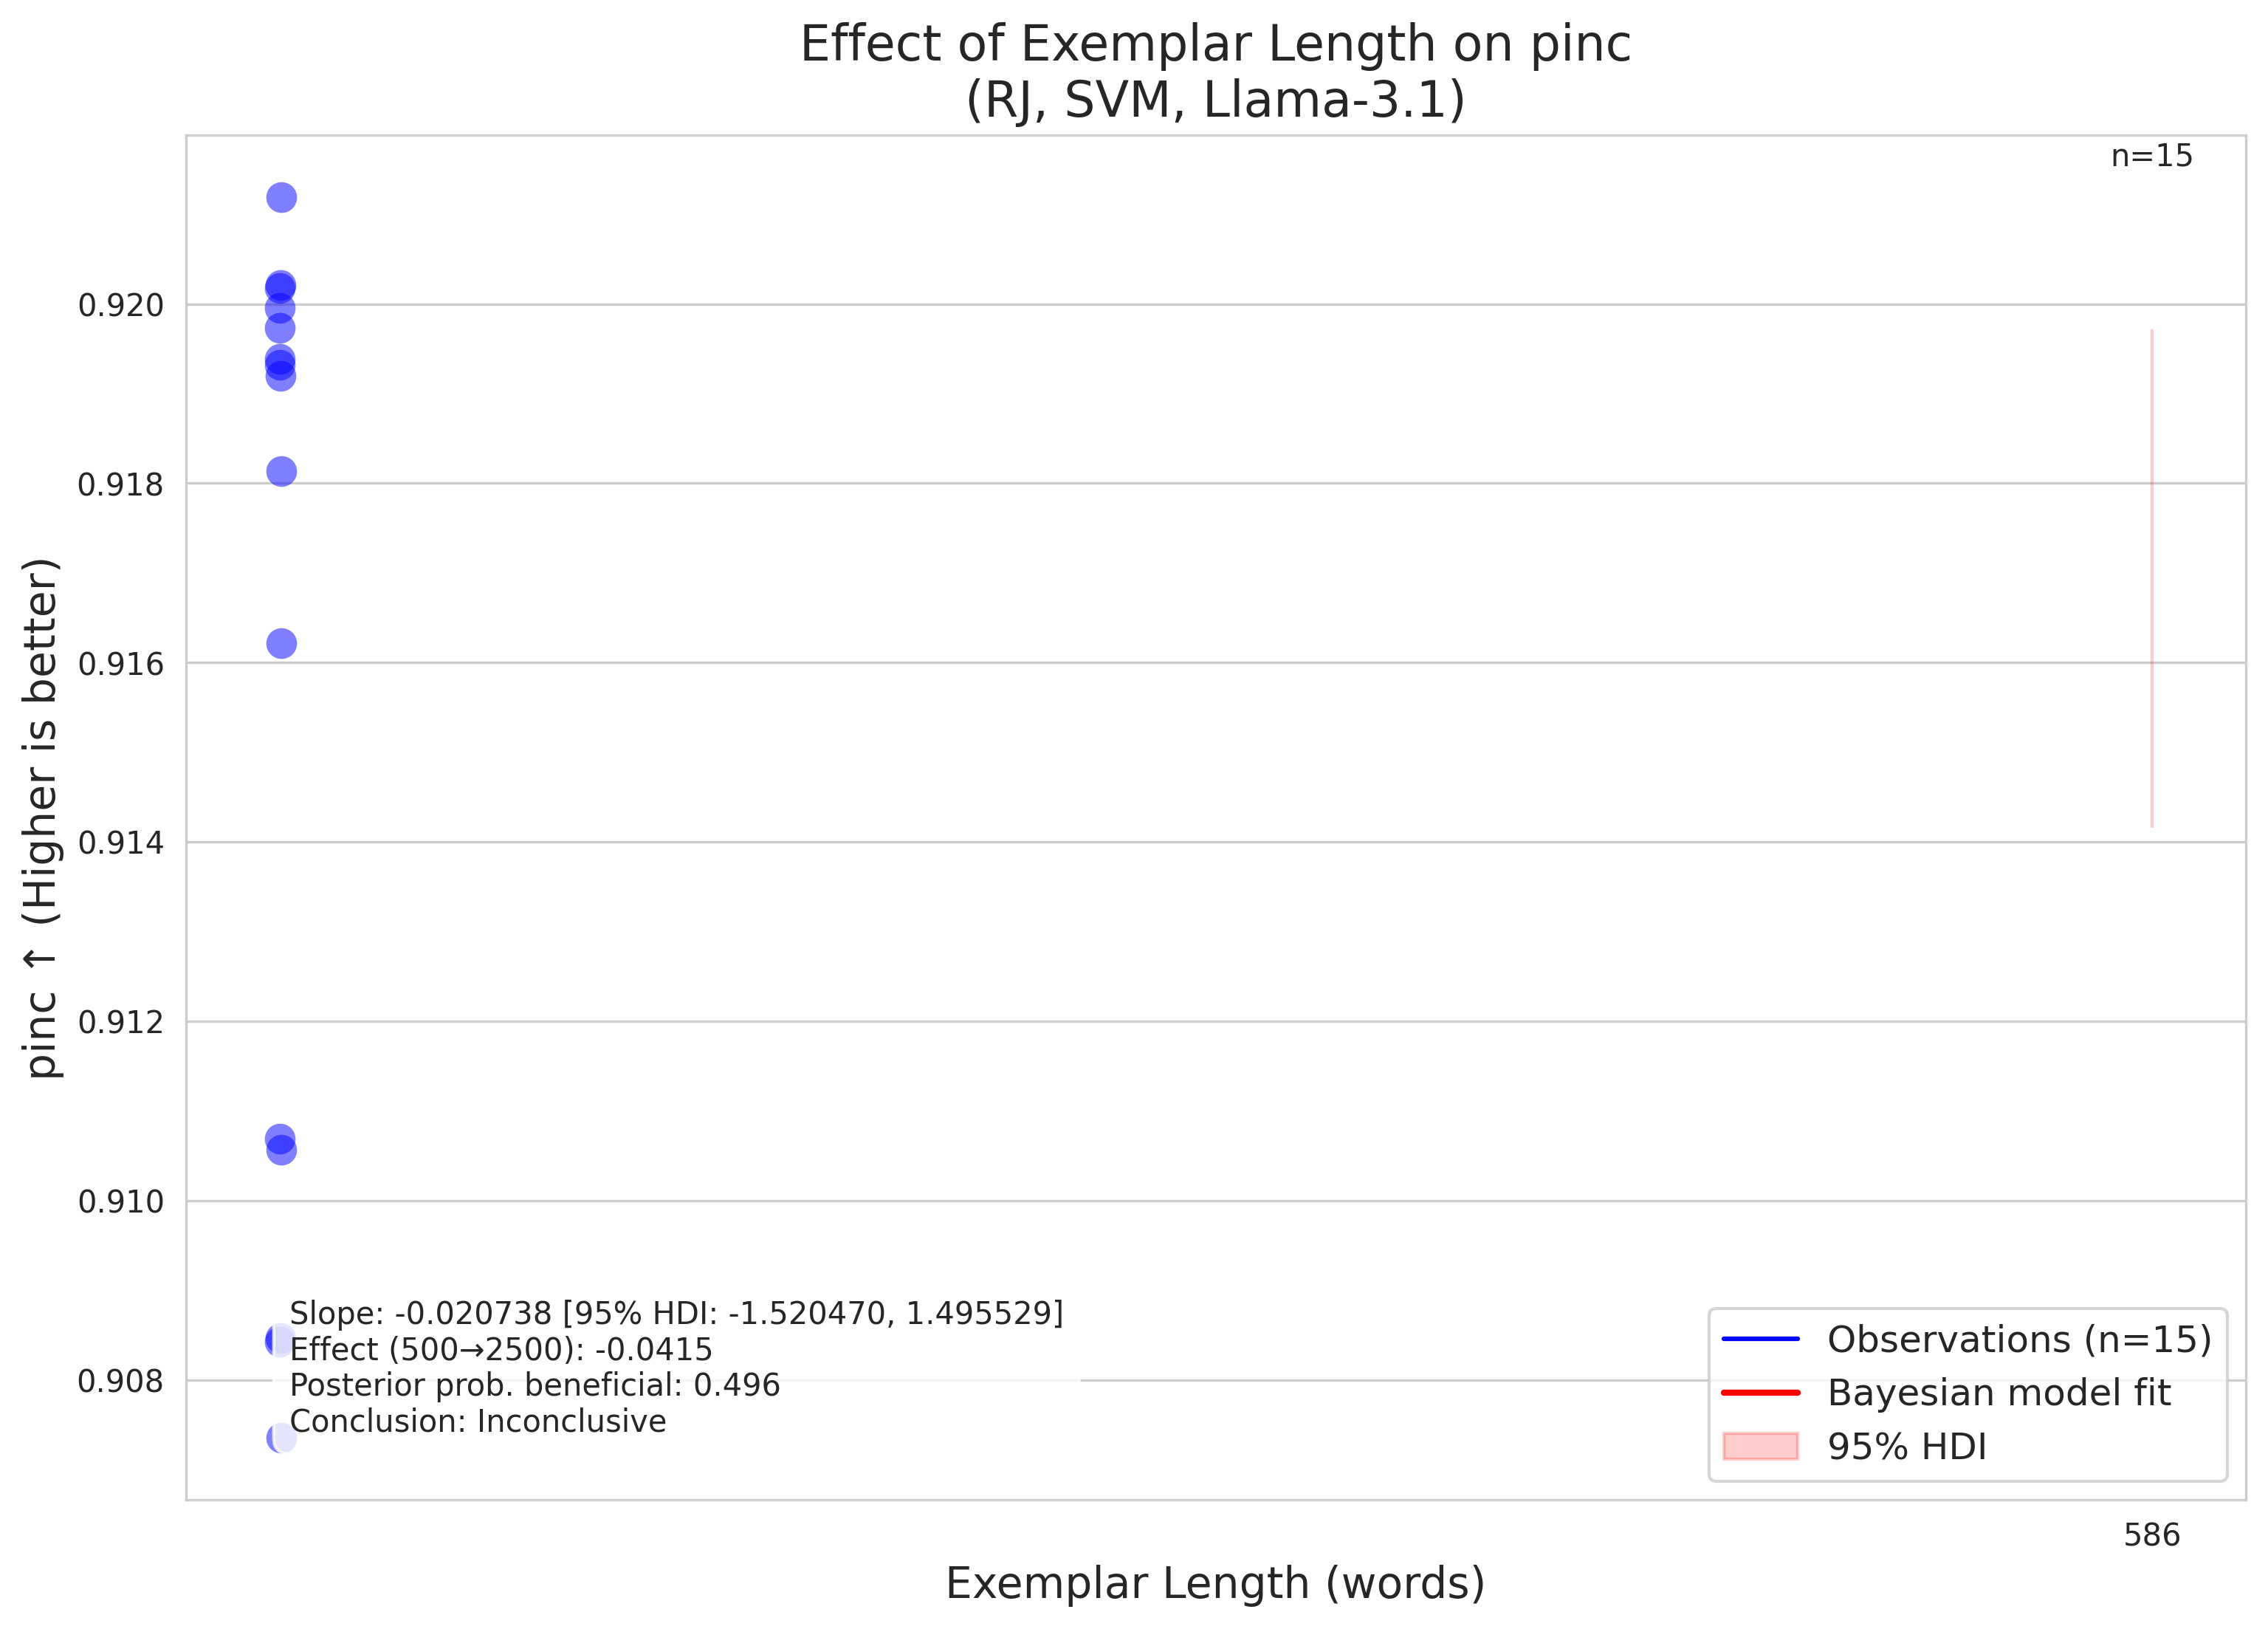 Effect of Exemplar Length on pinc
(RJ, SVM, Llama-3.1)
n=15
pinc ↑ (Higher is better)
0.920
0.918
0.916
0.914
0.912
0.910
0.908
Slope: -0.020738 [95% HDI: -1.520470, 1.495529]
Effect (500→2500): -0.0415
Posterior prob. beneficial: 0.496
Conclusion: Inconclusive
Observations (n=15)
Bayesian model fit
95% HDI
586
Exemplar Length (words)